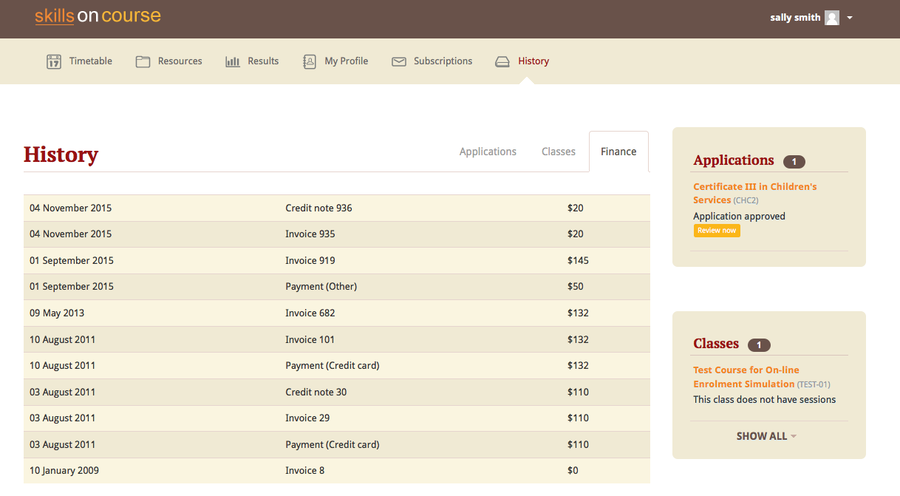 skills on course
sally smith
17
Timetable Resources Results My Profile Subscriptions History
History
Applications Classes Finance
04 November 2015 Credit note 936 $20
04 November 2015 Invoice 935 $20
01 September 2015 Invoice 919 $145
01 September 2015 Payment (Other) $50
09 May 2013 Invoice 682 $132
10 August 2011 Invoice 101 $132
10 August 2011 Payment (Credit card) $132
03 August 2011 Credit note 30 $110
03 August 2011 Invoice 29 $110
03 August 2011 Payment (Credit card) $110
10 January 2009 Invoice 8 $0
Applications 1
Certificate III in Children's
Services (CHC2)
Application approved
Review now
Classes 1
Test Course for On-line
Enrolment Simulation (TEST-01)
This class does not have sessions
SHOW ALL